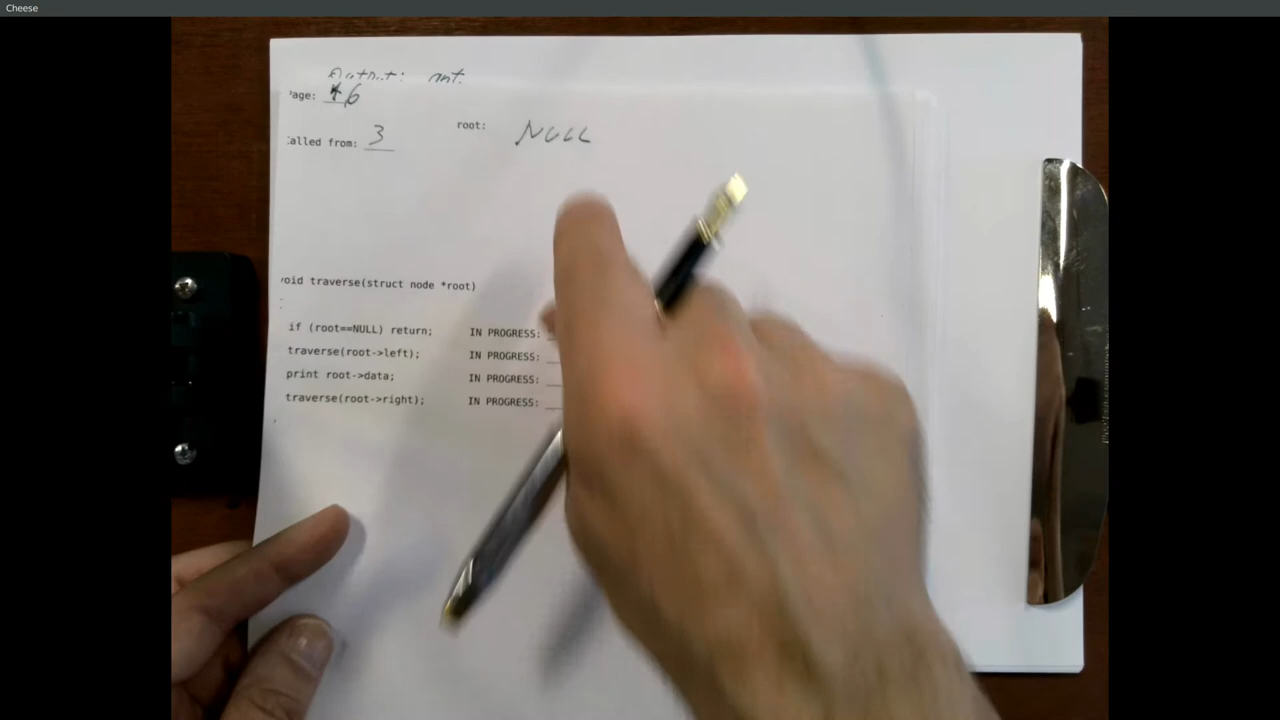 Cheese
Output: ant.
Page: 6
Called from: 3
root: NULL
void traverse(struct node *root)
if (root==NULL) return; IN PROGRESS:
traverse(root->left); IN PROGRESS:
print root->data; IN PROGRESS:
traverse(root->right); IN PROGRESS: